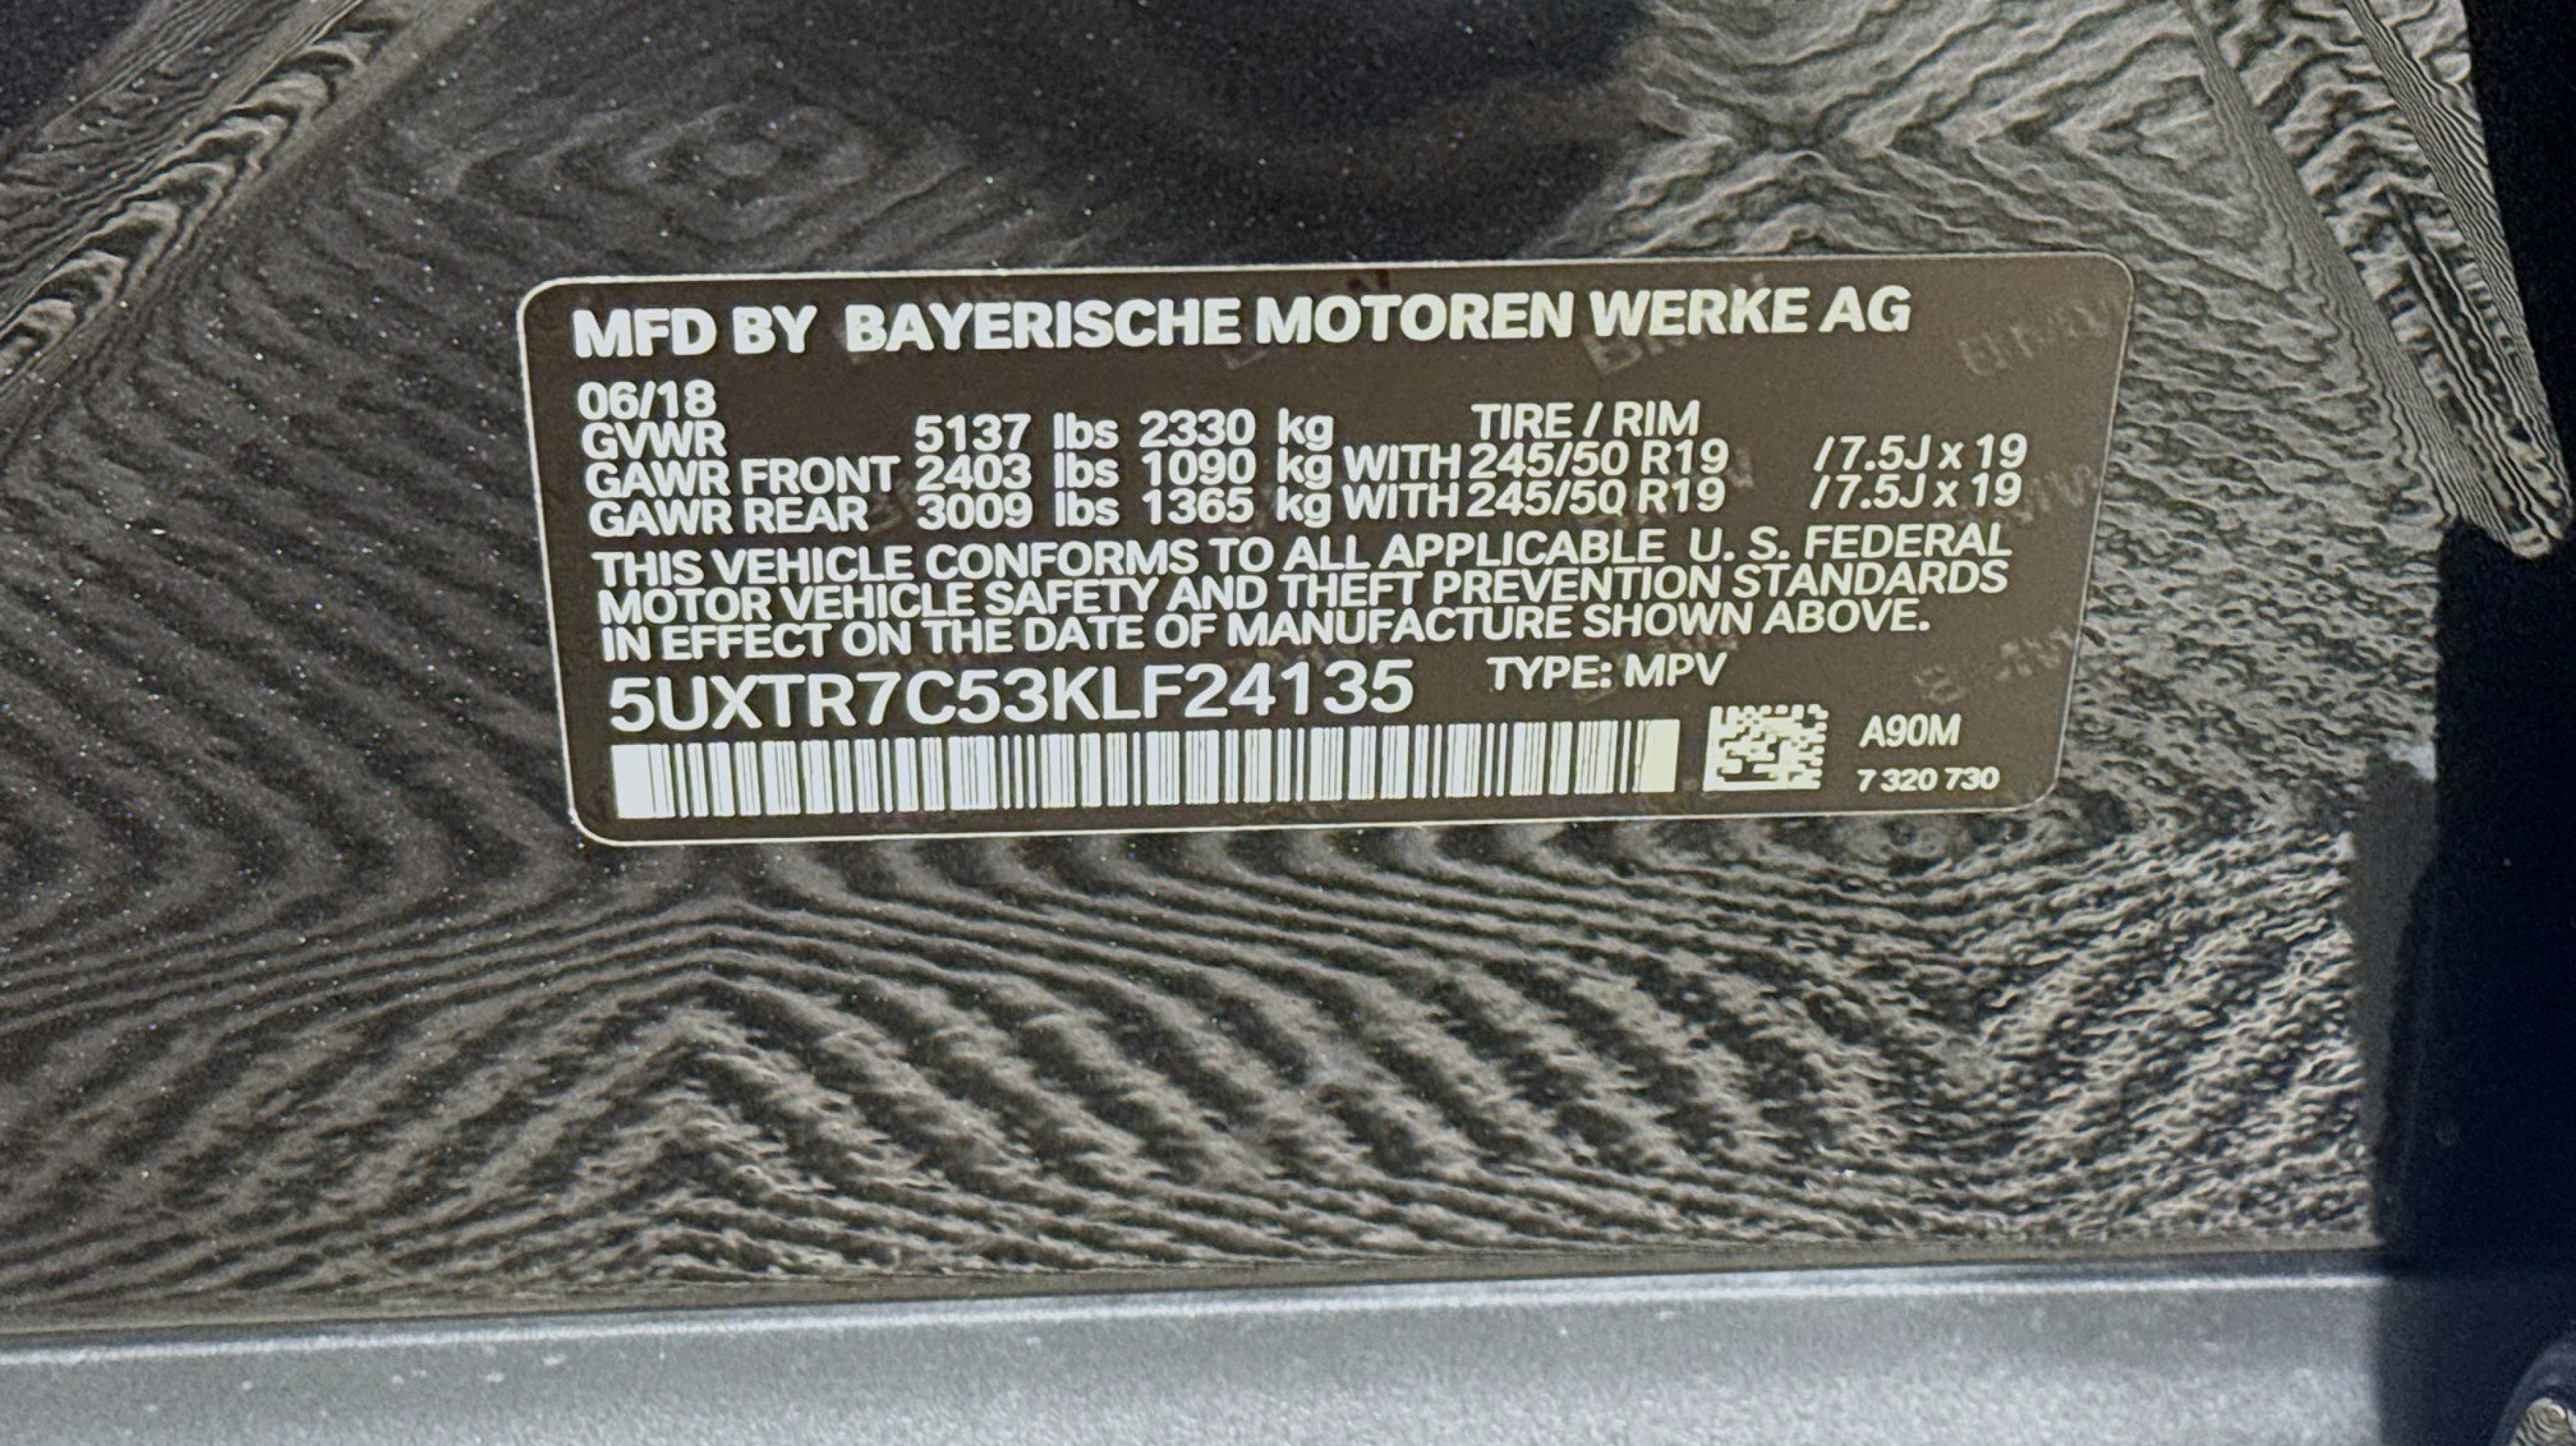 MFD BY BAYERISCHE MOTOREN WERKE AG
06/18
GVWR 5137 lbs 2330 kg TIRE / RIM
GAWR FRONT 2403 lbs 1090 kg WITH 245/50 R19 /7.5J x 19
GAWR REAR 3009 lbs 1365 kg WITH 245/50 R19 /7.5J x 19
THIS VEHICLE CONFORMS TO ALL APPLICABLE U. S. FEDERAL
MOTOR VEHICLE SAFETY AND THEFT PREVENTION STANDARDS
IN EFFECT ON THE DATE OF MANUFACTURE SHOWN ABOVE.
5UXTR7C53KLF24135 TYPE: MPV
A90M
7 320 730